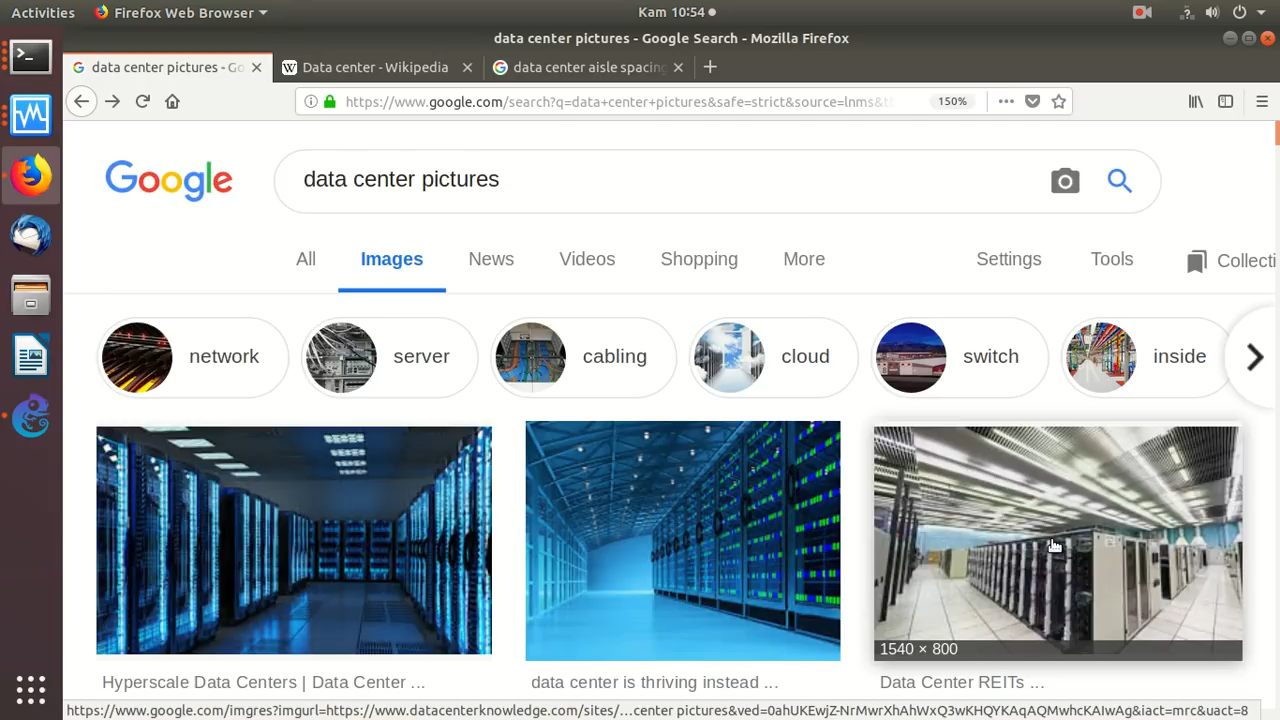 Activities Firefox Web Browser Kam 10:54
data center pictures - Google Search - Mozilla Firefox
data center pictures - Go Data center - Wikipedia data center aisle spacing
https://www.google.com/search?q=data+center+pictures&safe=strict&source=lnms&t 150%
Google data center pictures
All Images News Videos Shopping More Settings Tools Collecti
network server cabling cloud switch inside
1540 × 800
Hyperscale Data Centers | Data Center ... data center is thriving instead ... Data Center REITs ...
https://www.google.com/imgres?imgurl=https://www.datacenterknowledge.com/sites/…center pictures&ved=0ahUKEwjZ-NrMwrXhAhWxQ3wKHQYKAqAQMwhcKAIwAg&iact=mrc&uact=8